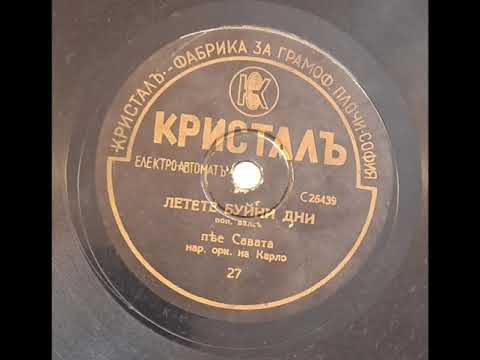 ·КРИСТАЛЪ·-ФАБРИКА ЗА ГРАМОФ. ПЛОЧИ·СОФИЯ
К
КРИСТАЛЪ
ЕЛЕКТРО-АВТОМАТЪ
С 26439
ЛЕТЕТЕ БУЙНИ ДНИ
поп. валсъ
пѣе Савата
нар. орк. на Карло
27